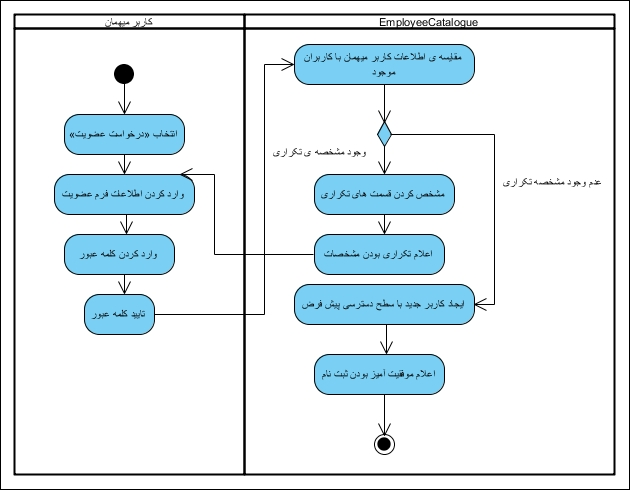 کاربر میهمان
EmployeeCatalogue
انتخاب «درخواست عضویت»
وارد کردن اطلاعات فرم عضویت
وارد کردن کلمه عبور
تایید کلمه عبور
مقایسه ی اطلاعات کاربر میهمان با کاربران
موجود
وجود مشخصه ی تکراری
عدم وجود مشخصه تکراری
مشخص کردن قسمت های تکراری
اعلام تکراری بودن مشخصات
ایجاد کاربر جدید با سطح دسترسی پیش فرض
اعلام موفقیت آمیز بودن ثبت نام